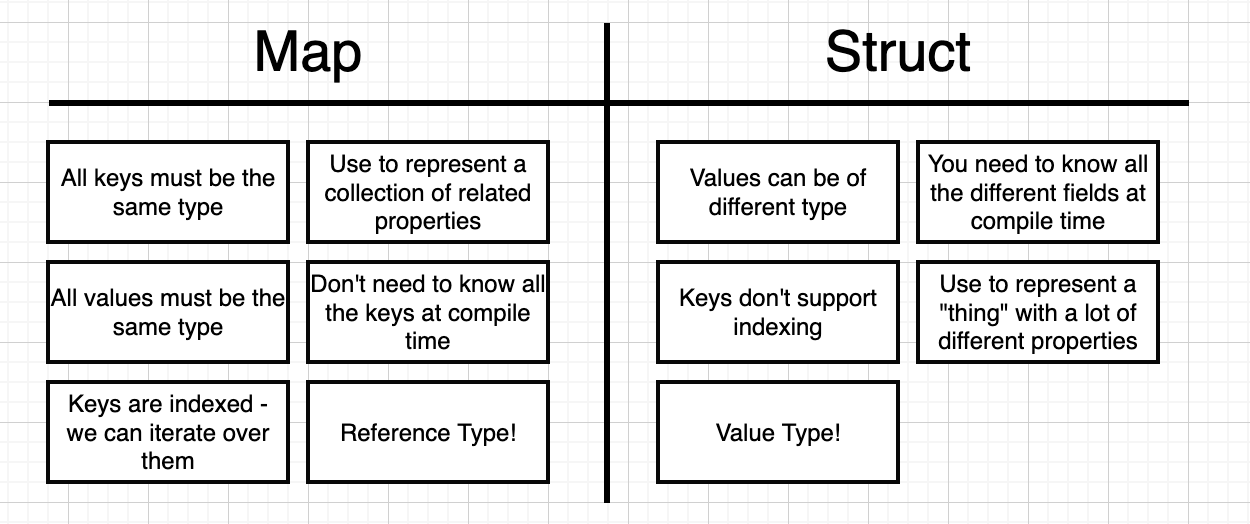 Map
Struct
All keys must be the
same type
Use to represent a
collection of related
properties
Values can be of
different type
You need to know all
the different fields at
compile time
All values must be the
same type
Don't need to know all
the keys at compile
time
Keys don't support
indexing
Use to represent a
"thing" with a lot of
different properties
Keys are indexed -
we can iterate over
them
Reference Type!
Value Type!